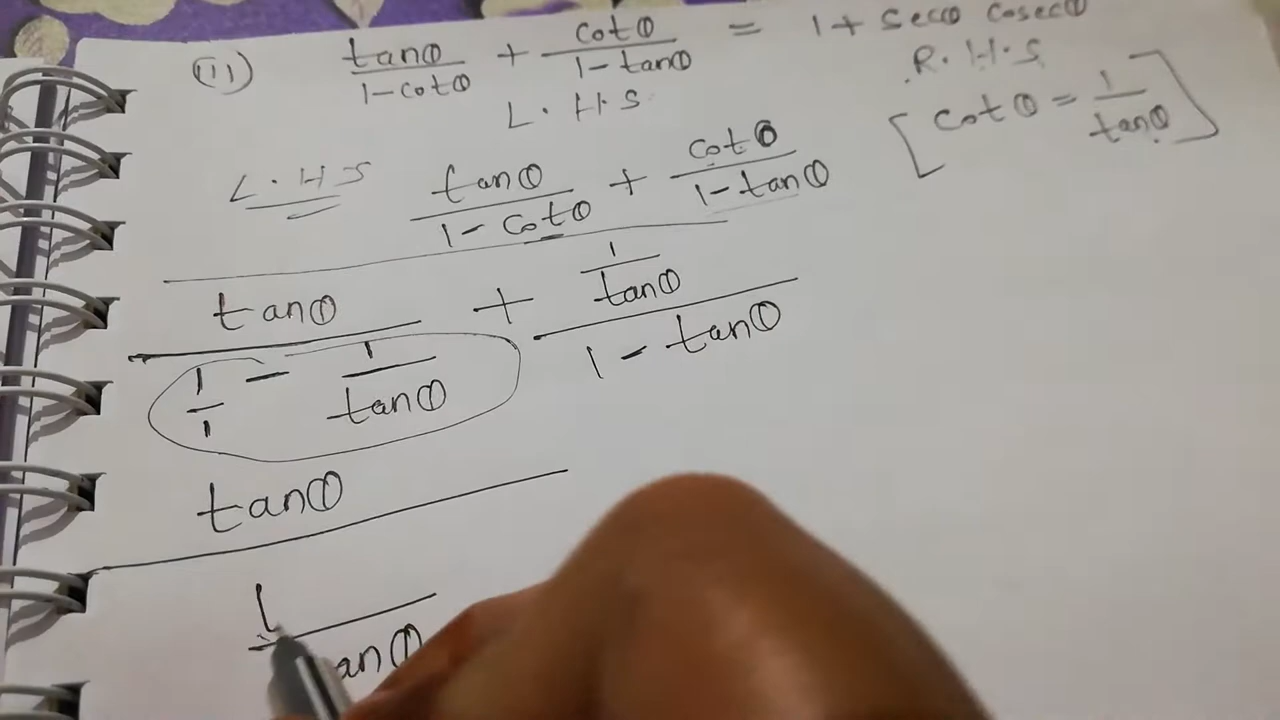 (ii) tanθ/1-cotθ + cotθ/1-tanθ = 1+ secθ cosecθ
L.H.S R.H.S
[cotθ = 1/tanθ]
L.H.S tanθ/1-cotθ + cotθ/1-tanθ
tanθ/(1/1 - 1/tanθ) + (1/tanθ)/(1-tanθ)
tanθ